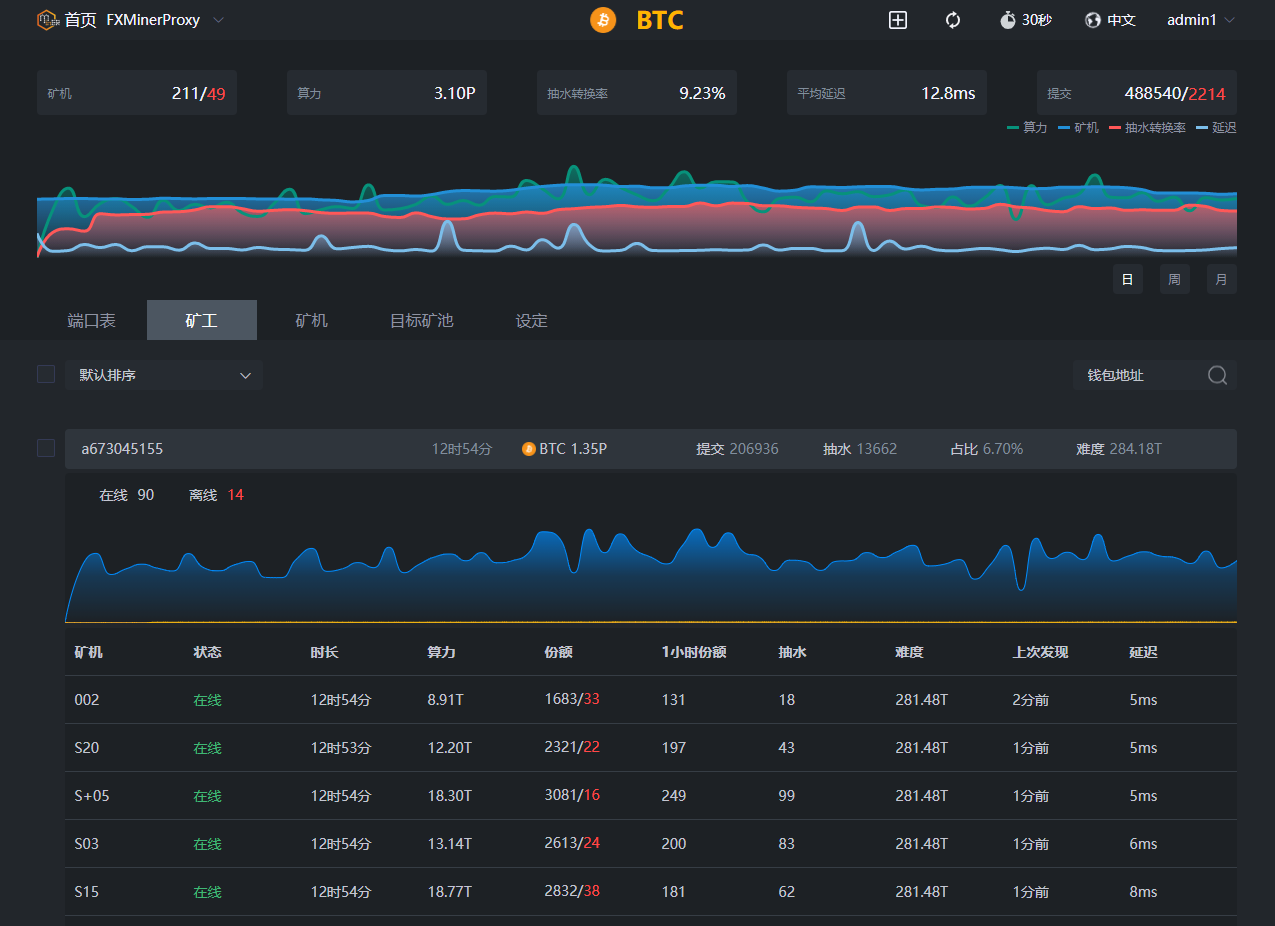 首页 FXMinerProxy BTC 30秒 中文 admin1
矿机 211/49 算力 3.10P 抽水转换率 9.23% 平均延迟 12.8ms 提交 488540/2214
算力 矿机 抽水转换率 延迟
日 周 月
端口表 矿工 矿机 目标矿池 设定
默认排序 钱包地址
a673045155 12时54分 BTC 1.35P 提交 206936 抽水 13662 占比 6.70% 难度 284.18T
在线 90 离线 14
矿机 状态 时长 算力 份额 1小时份额 抽水 难度 上次发现 延迟
002 在线 12时54分 8.91T 1683/33 131 18 281.48T 2分前 5ms
S20 在线 12时53分 12.20T 2321/22 197 43 281.48T 1分前 5ms
S+05 在线 12时54分 18.30T 3081/16 249 99 281.48T 1分前 5ms
S03 在线 12时54分 13.14T 2613/24 200 83 281.48T 1分前 6ms
S15 在线 12时54分 18.77T 2832/38 181 62 281.48T 1分前 8ms